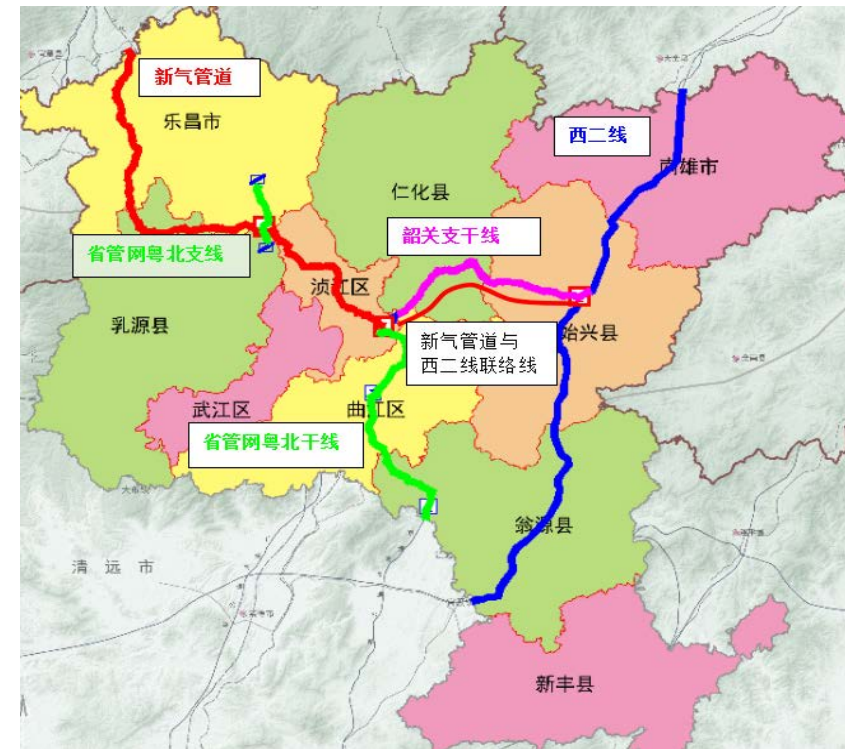 新气管道
乐昌市
西二线
南雄市
仁化县
韶关支干线
省管网粤北支线
浈江区
乳源县
新气管道与
西二线联络线
始兴县
武江区
曲江区
省管网粤北干线
翁源县
清远市
新丰县